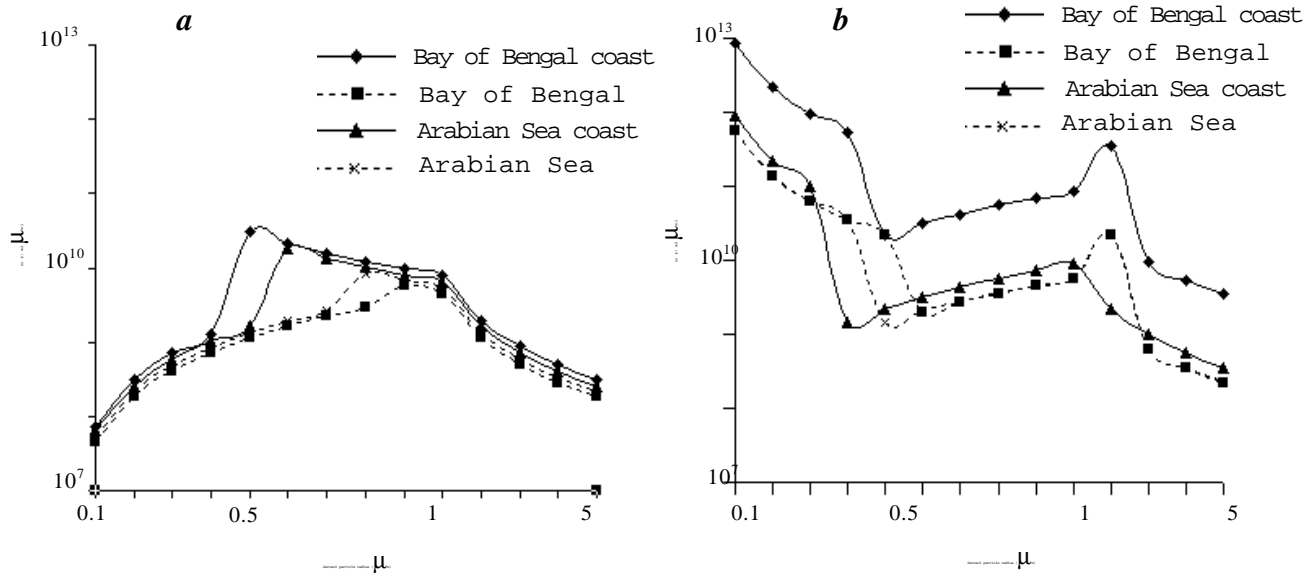 a
10^13
Bay of Bengal coast
Bay of Bengal
Arabian Sea coast
Arabian Sea
10^10
μ
10^7
0.1
0.5
1
5
μ
b
10^13
Bay of Bengal coast
Bay of Bengal
Arabian Sea coast
Arabian Sea
10^10
μ
10^7
0.1
0.5
1
5
μ